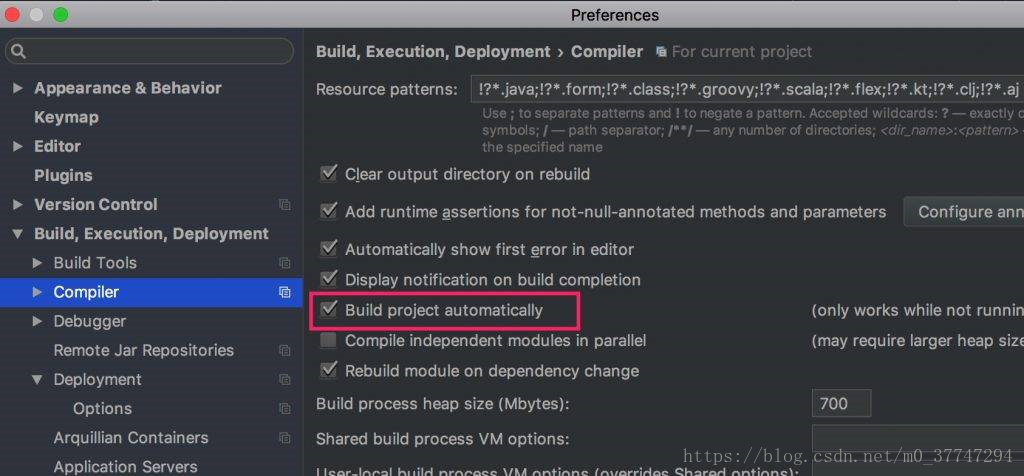 Preferences
Build, Execution, Deployment › Compiler For current project
Appearance & Behavior
Keymap
Editor
Plugins
Version Control
Build, Execution, Deployment
Build Tools
Compiler
Debugger
Remote Jar Repositories
Deployment
Options
Arquillian Containers
Application Servers
Resource patterns: !?*.java;!?*.form;!?*.class;!?*.groovy;!?*.scala;!?*.flex;!?*.kt;!?*.clj;!?*.aj
Use ; to separate patterns and ! to negate a pattern. Accepted wildcards: ? — exactly o
symbols; / — path separator; /**/ — any number of directories; <dir_name>:<pattern>
the specified name
Clear output directory on rebuild
Add runtime assertions for not-null-annotated methods and parameters Configure ann
Automatically show first error in editor
Display notification on build completion
Build project automatically (only works while not runnin
Compile independent modules in parallel (may require larger heap size
Rebuild module on dependency change
Build process heap size (Mbytes): 700
Shared build process VM options:
User-local build process VM options (overrides Shared options):
https://blog.csdn.net/m0_37747294